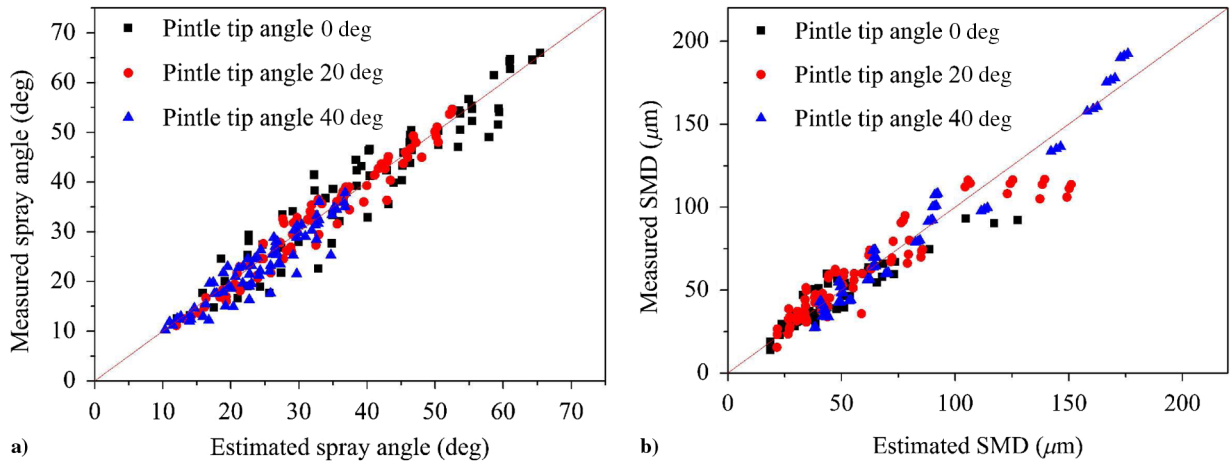 70
60
50
40
30
20
10
0
Measured spray angle (deg)
Pintle tip angle 0 deg
Pintle tip angle 20 deg
Pintle tip angle 40 deg
0 10 20 30 40 50 60 70
Estimated spray angle (deg)
a)
200
150
100
50
0
Measured SMD (μm)
Pintle tip angle 0 deg
Pintle tip angle 20 deg
Pintle tip angle 40 deg
0 50 100 150 200
Estimated SMD (μm)
b)